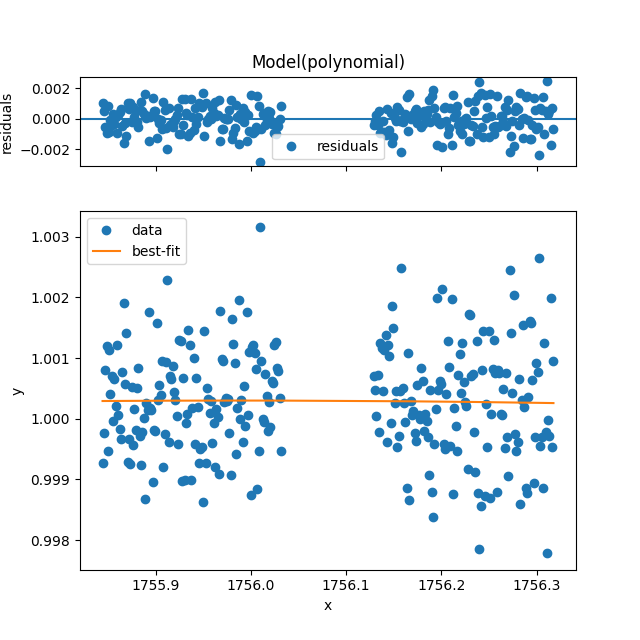 Model(polynomial)
residuals
0.002
0.000
−0.002
residuals
y
1.003
1.002
1.001
1.000
0.999
0.998
data
best-fit
1755.9
1756.0
1756.1
1756.2
1756.3
x